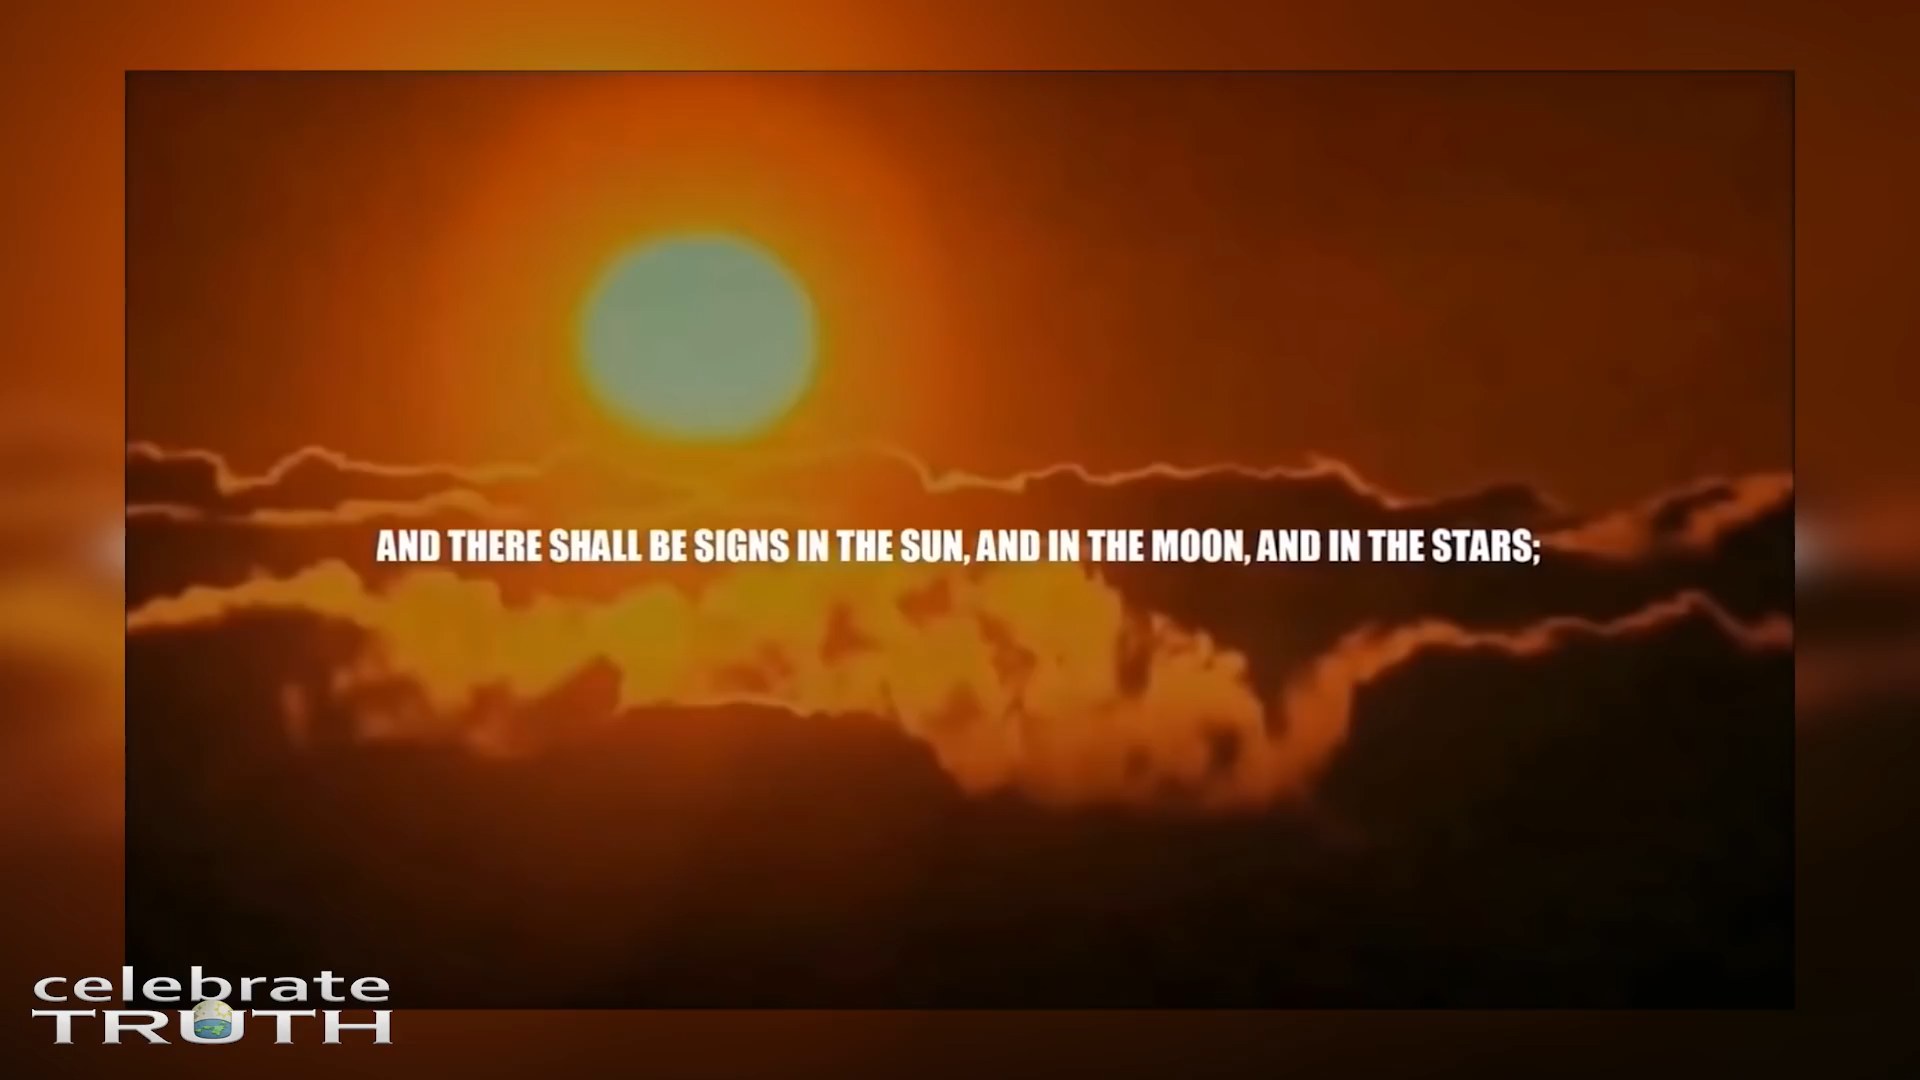 AND THERE SHALL BE SIGNS IN THE SUN, AND IN THE MOON, AND IN THE STARS;
celebrate
TRUTH